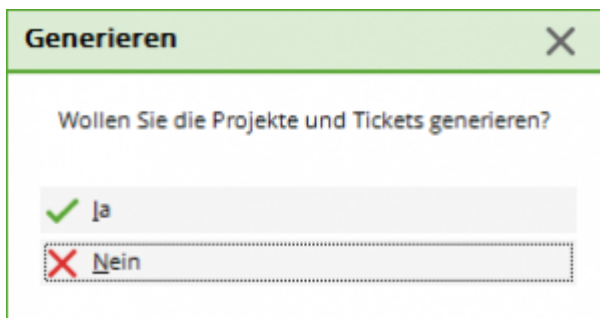 Generieren
Wollen Sie die Projekte und Tickets generieren?
Ja
Nein